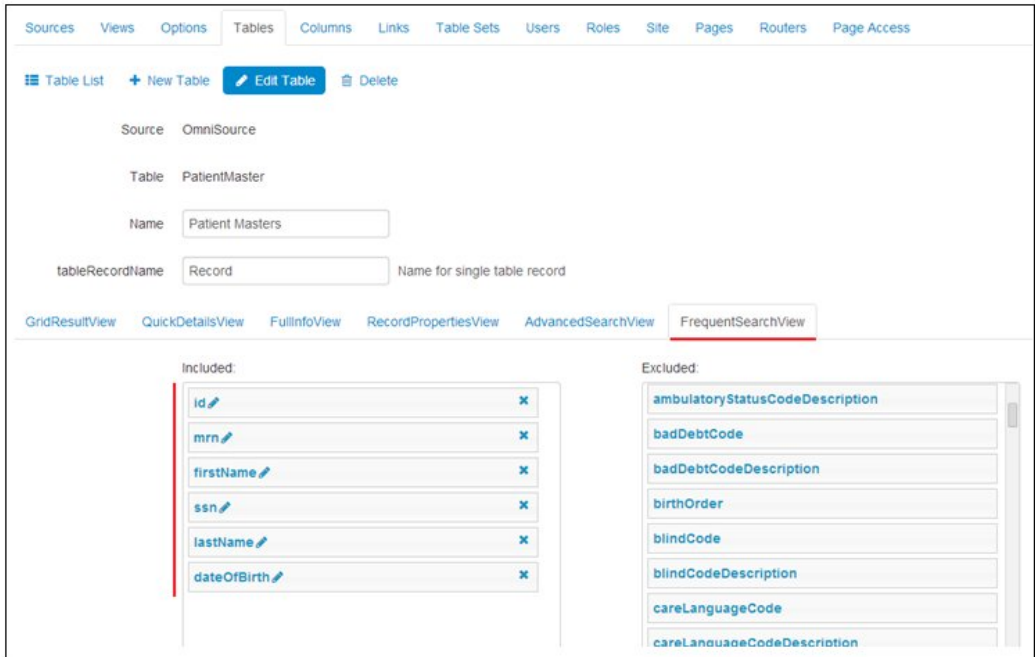 Sources Views Options Tables Columns Links Table Sets Users Roles Site Pages Routers Page Access
Table List New Table Edit Table Delete
Source OmniSource
Table PatientMaster
Name Patient Masters
tableRecordName Record Name for single table record
GridResultView QuickDetailsView FullInfoView RecordPropertiesView AdvancedSearchView FrequentSearchView
Included: Excluded:
id ambulatoryStatusCodeDescription
mrn badDebtCode
firstName badDebtCodeDescription
ssn birthOrder
lastName blindCode
dateOfBirth blindCodeDescription
careLanguageCode
careLanguageCodeDescription